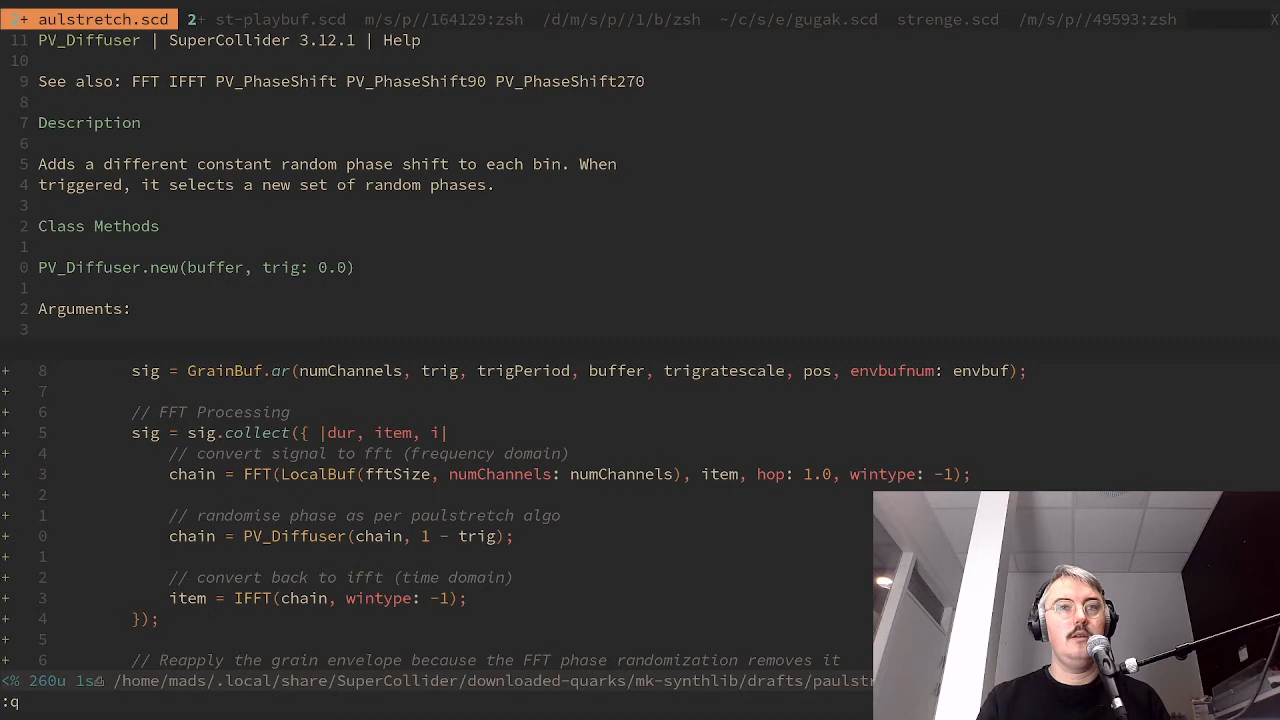 2+ aulstretch.scd 2+ st-playbuf.scd m/s/p//164129:zsh /d/m/s/p//1/b/zsh ~/c/s/e/gugak.scd strenge.scd /m/s/p//49593:zsh X
11 PV_Diffuser | SuperCollider 3.12.1 | Help
10
9 See also: FFT IFFT PV_PhaseShift PV_PhaseShift90 PV_PhaseShift270
8
7 Description
6
5 Adds a different constant random phase shift to each bin. When
4 triggered, it selects a new set of random phases.
3
2 Class Methods
1
0 PV_Diffuser.new(buffer, trig: 0.0)
1
2 Arguments:
3
+ 8 sig = GrainBuf.ar(numChannels, trig, trigPeriod, buffer, trigratescale, pos, envbufnum: envbuf);
+ 7
+ 6 // FFT Processing
+ 5 sig = sig.collect({ |dur, item, i|
+ 4 // convert signal to fft (frequency domain)
+ 3 chain = FFT(LocalBuf(fftSize, numChannels: numChannels), item, hop: 1.0, wintype: -1);
+ 2
+ 1 // randomise phase as per paulstretch algo
+ 0 chain = PV_Diffuser(chain, 1 - trig);
+ 1
+ 2 // convert back to ifft (time domain)
+ 3 item = IFFT(chain, wintype: -1);
+ 4 });
+ 5
+ 6 // Reapply the grain envelope because the FFT phase randomization removes it
<% 260u 1s /home/mads/.local/share/SuperCollider/downloaded-quarks/mk-synthlib/drafts/paulstr
:q